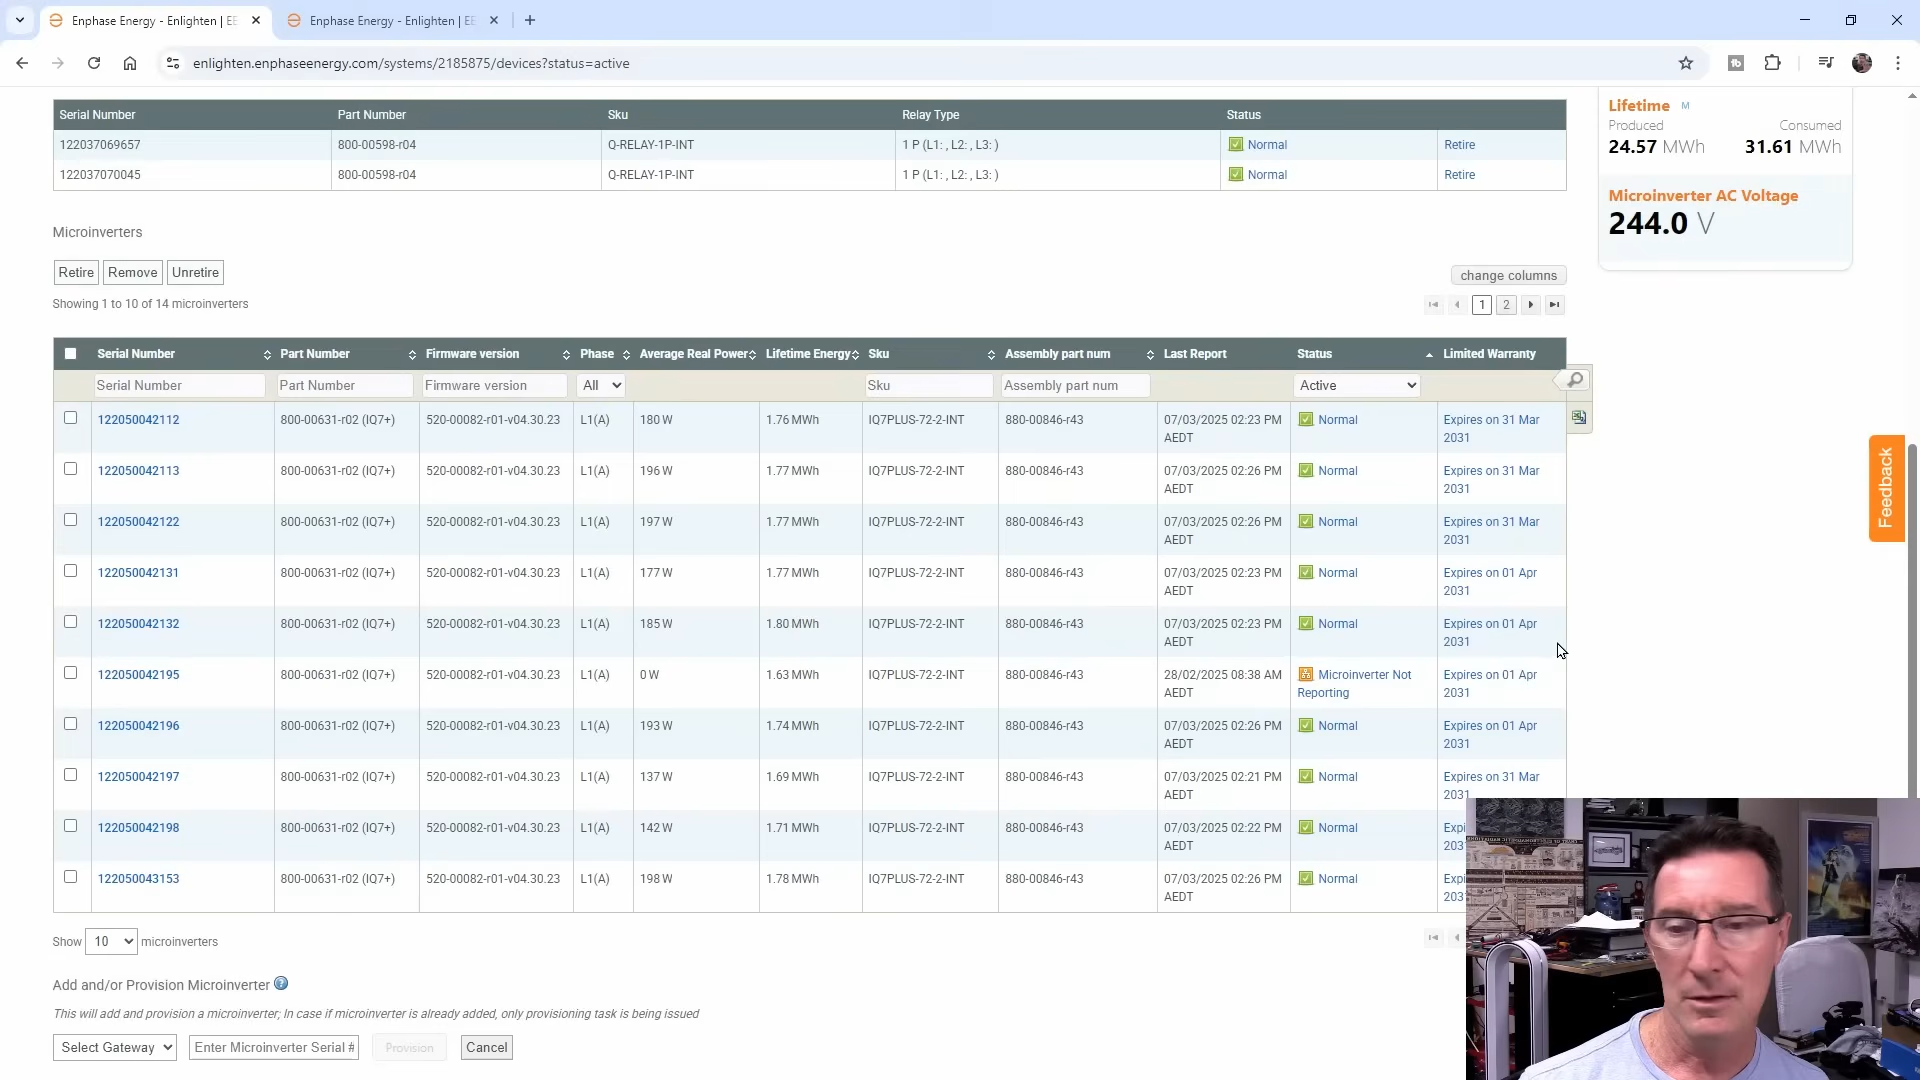 Enphase Energy - Enlighten | EE
Enphase Energy - Enlighten | E
enlighten.enphaseenergy.com/systems/2185875/devices?status=active
Serial Number Part Number Sku Relay Type Status
122037069657 800-00598-r04 Q-RELAY-1P-INT 1 P (L1: , L2: , L3: ) Normal Retire
122037070045 800-00598-r04 Q-RELAY-1P-INT 1 P (L1: , L2: , L3: ) Normal Retire
Lifetime M
Produced Consumed
24.57 MWh 31.61 MWh
Microinverter AC Voltage
244.0 V
Microinverters
Retire Remove Unretire
change columns
Showing 1 to 10 of 14 microinverters
1 2
Serial Number Part Number Firmware version Phase Average Real Power Lifetime Energy Sku Assembly part num Last Report Status Limited Warranty
Serial Number Part Number Firmware version All Sku Assembly part num Active
122050042112 800-00631-r02 (IQ7+) 520-00082-r01-v04.30.23 L1(A) 180 W 1.76 MWh IQ7PLUS-72-2-INT 880-00846-r43 07/03/2025 02:23 PM Normal Expires on 31 Mar
AEDT 2031
122050042113 800-00631-r02 (IQ7+) 520-00082-r01-v04.30.23 L1(A) 196 W 1.77 MWh IQ7PLUS-72-2-INT 880-00846-r43 07/03/2025 02:26 PM Normal Expires on 31 Mar
AEDT 2031
122050042122 800-00631-r02 (IQ7+) 520-00082-r01-v04.30.23 L1(A) 197 W 1.77 MWh IQ7PLUS-72-2-INT 880-00846-r43 07/03/2025 02:26 PM Normal Expires on 31 Mar
AEDT 2031
122050042131 800-00631-r02 (IQ7+) 520-00082-r01-v04.30.23 L1(A) 177 W 1.77 MWh IQ7PLUS-72-2-INT 880-00846-r43 07/03/2025 02:23 PM Normal Expires on 01 Apr
AEDT 2031
122050042132 800-00631-r02 (IQ7+) 520-00082-r01-v04.30.23 L1(A) 185 W 1.80 MWh IQ7PLUS-72-2-INT 880-00846-r43 07/03/2025 02:23 PM Normal Expires on 01 Apr
AEDT 2031
122050042195 800-00631-r02 (IQ7+) 520-00082-r01-v04.30.23 L1(A) 0 W 1.63 MWh IQ7PLUS-72-2-INT 880-00846-r43 28/02/2025 08:38 AM Microinverter Not Expires on 01 Apr
AEDT Reporting 2031
122050042196 800-00631-r02 (IQ7+) 520-00082-r01-v04.30.23 L1(A) 193 W 1.74 MWh IQ7PLUS-72-2-INT 880-00846-r43 07/03/2025 02:26 PM Normal Expires on 01 Apr
AEDT 2031
122050042197 800-00631-r02 (IQ7+) 520-00082-r01-v04.30.23 L1(A) 137 W 1.69 MWh IQ7PLUS-72-2-INT 880-00846-r43 07/03/2025 02:21 PM Normal Expires on 31 Mar
AEDT 2031
122050042198 800-00631-r02 (IQ7+) 520-00082-r01-v04.30.23 L1(A) 142 W 1.71 MWh IQ7PLUS-72-2-INT 880-00846-r43 07/03/2025 02:22 PM Normal Expi
AEDT 203
122050043153 800-00631-r02 (IQ7+) 520-00082-r01-v04.30.23 L1(A) 198 W 1.78 MWh IQ7PLUS-72-2-INT 880-00846-r43 07/03/2025 02:26 PM Normal Expi
AEDT 203
Feedback
Show 10 microinverters
Add and/or Provision Microinverter ?
This will add and provision a microinverter; In case if microinverter is already added, only provisioning task is being issued
Select Gateway Enter Microinverter Serial # Provision Cancel